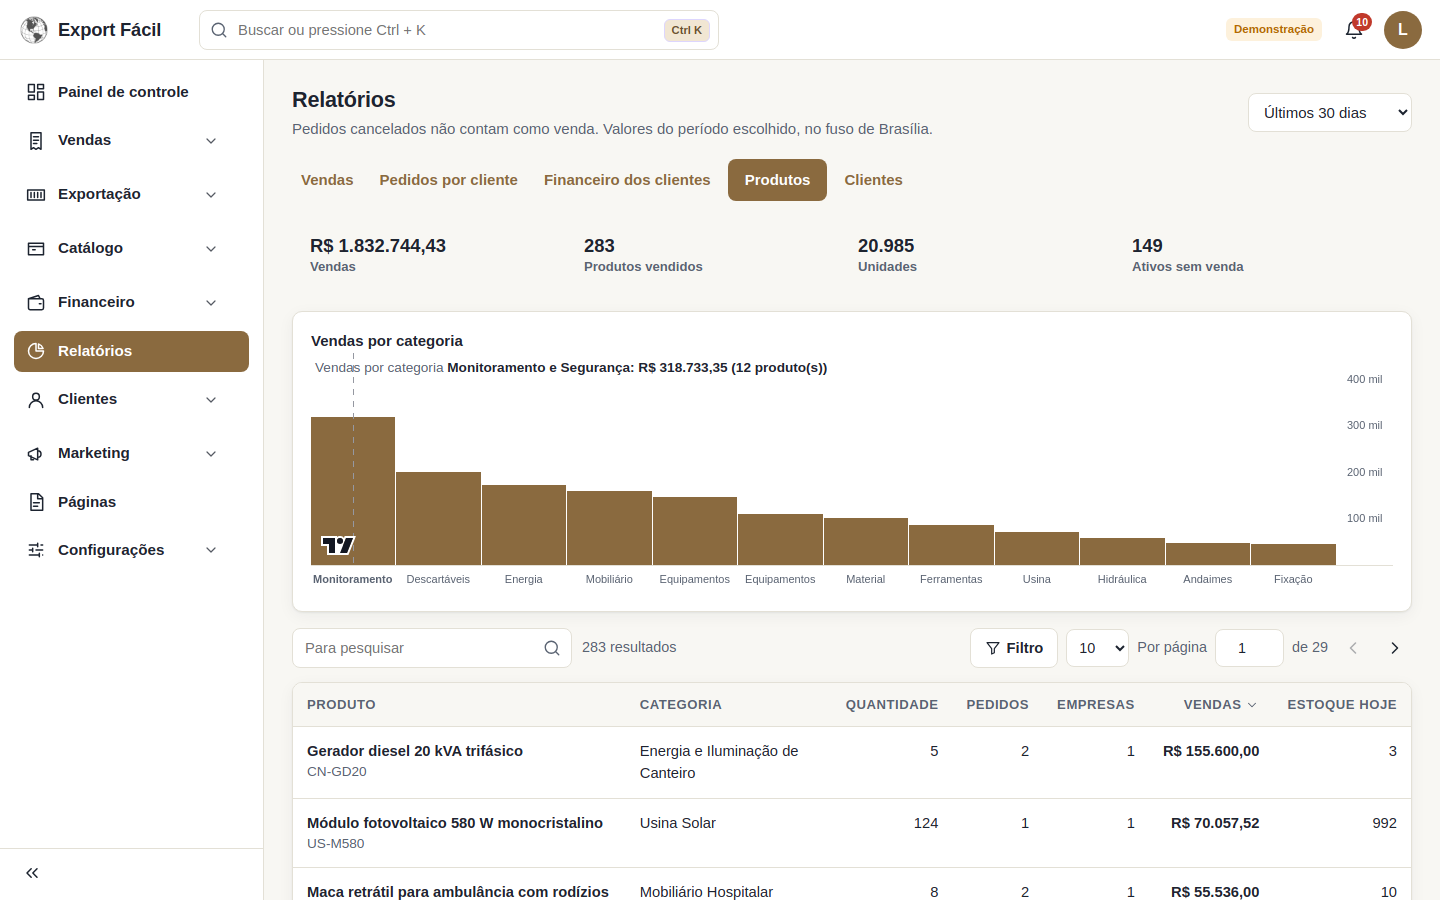 Export Fácil
Buscar ou pressione Ctrl + K
Ctrl K
Demonstração
10
L
Painel de controle
Vendas
Exportação
Catálogo
Financeiro
Relatórios
Clientes
Marketing
Páginas
Configurações
Relatórios
Pedidos cancelados não contam como venda. Valores do período escolhido, no fuso de Brasília.
Últimos 30 dias
Vendas
Pedidos por cliente
Financeiro dos clientes
Produtos
Clientes
R$ 1.832.744,43
Vendas
283
Produtos vendidos
20.985
Unidades
149
Ativos sem venda
Vendas por categoria
Vendas por categoria Monitoramento e Segurança: R$ 318.733,35 (12 produto(s))
400 mil
300 mil
200 mil
100 mil
Monitoramento
Descartáveis
Energia
Mobiliário
Equipamentos
Equipamentos
Material
Ferramentas
Usina
Hidráulica
Andaimes
Fixação
Para pesquisar
283 resultados
Filtro
10
Por página
1
de 29
PRODUTO CATEGORIA QUANTIDADE PEDIDOS EMPRESAS VENDAS ESTOQUE HOJE
Gerador diesel 20 kVA trifásico
CN-GD20
Energia e Iluminação de
Canteiro
5 2 1 R$ 155.600,00 3
Módulo fotovoltaico 580 W monocristalino
US-M580
Usina Solar
124 1 1 R$ 70.057,52 992
Maca retrátil para ambulância com rodízios
Mobiliário Hospitalar
8 2 1 R$ 55.536,00 10